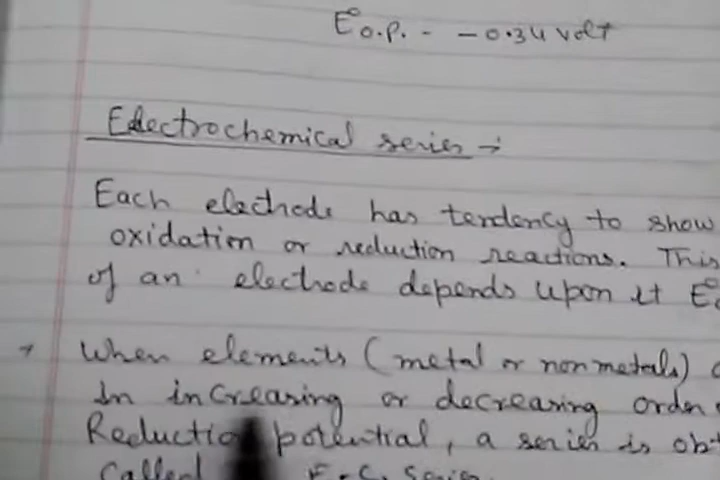 E°o.p. - -0.34 volt
Electrochemical series →
Each electrode has tendency to show
oxidation or reduction reactions. This
of an electrode depends upon it E°
→ When elements (metal or non metals)
In increasing or decreasing order
Reduction potential, a series is ob
Called E.C. Series